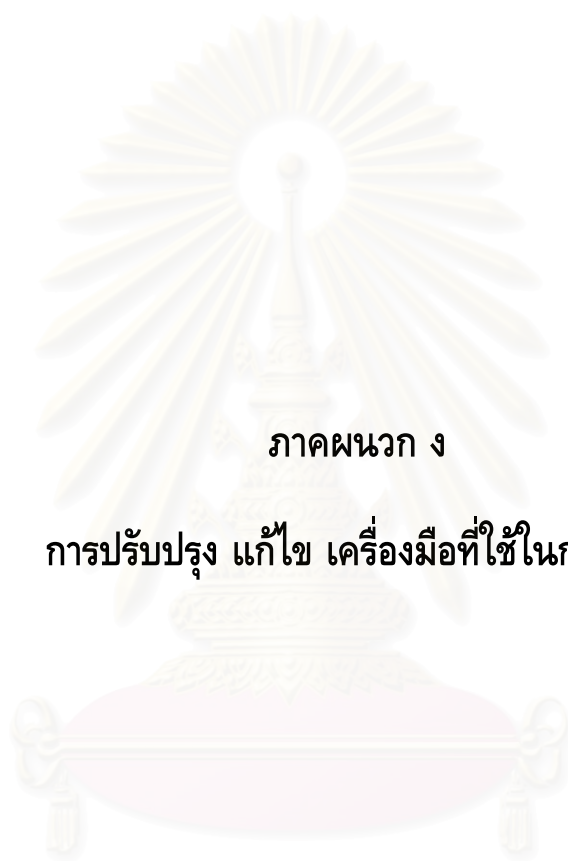 ภาคผนวก ง
การปรับปรุง แก้ไข เครื่องมือที่ใช้ใน